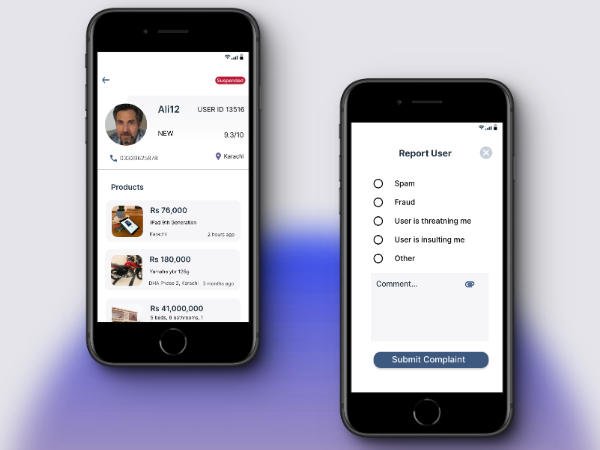 Suspended
Ali12
USER ID 13516
NEW
9.3/10
03329625878
Karachi
Products
Rs 76,000
iPad 9th Generation
Karachi
2 hours ago
Rs 180,000
Yamaha ybr 125g
DHA Phase 2, Karachi
3 months ago
Rs 41,000,000
5 beds, 6 bathrooms, 1
Report User
Spam
Fraud
User is threatning me
User is insulting me
Other
Comment...
Submit Complaint